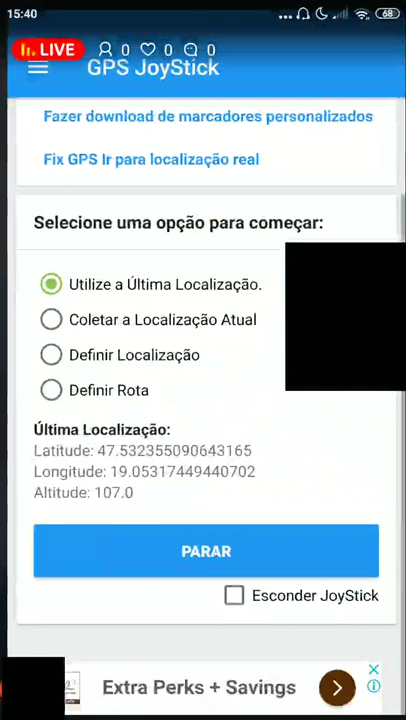 15:40
68
LIVE 0 0 0
GPS JoyStick
Fazer download de marcadores personalizados
Fix GPS Ir para localização real
Selecione uma opção para começar:
Utilize a Última Localização.
Coletar a Localização Atual
Definir Localização
Definir Rota
Última Localização:
Latitude: 47.532355090643165
Longitude: 19.05317449440702
Altitude: 107.0
PARAR
Esconder JoyStick
Extra Perks + Savings